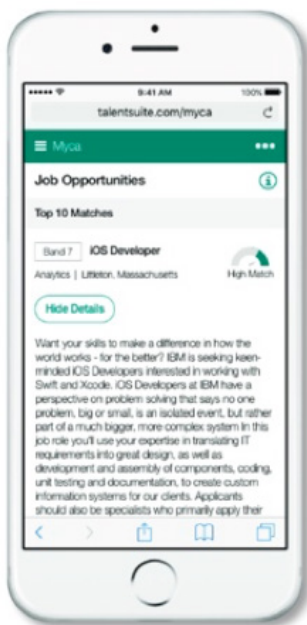 9:41 AM 100%
talentsuite.com/myca
Myca
Job Opportunities
Top 10 Matches
Band 7 iOS Developer
Analytics | Littleton, Massachusetts High Match
Hide Details
Want your skills to make a difference in how the
world works - for the better? IBM is seeking keen-
minded iOS Developers interested in working with
Swift and Xcode. iOS Developers at IBM have a
perspective on problem solving that says no one
problem, big or small, is an isolated event, but rather
part of a much bigger, more complex system In this
job role you'll use your expertise in translating IT
requirements into great design, as well as
development and assembly of components, coding,
unit testing and documentation, to create custom
information systems for our clients. Applicants
should also be specialists who primarily apply their